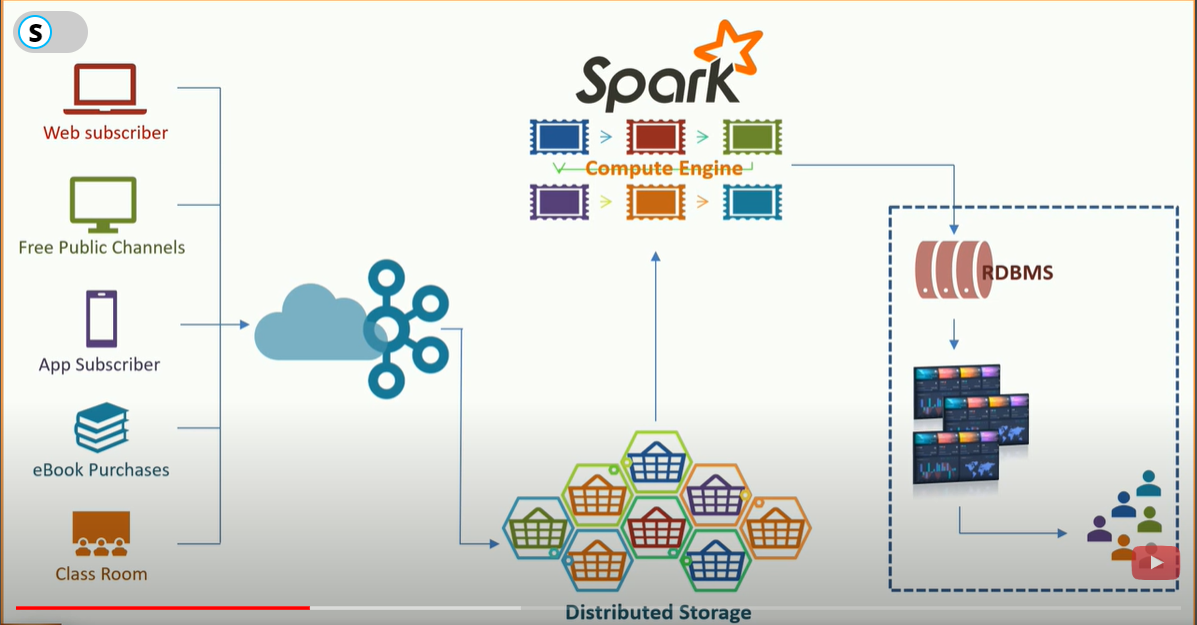 S
Spark
Web subscriber
Compute Engine
Free Public Channels
RDBMS
App Subscriber
eBook Purchases
Class Room
Distributed Storage